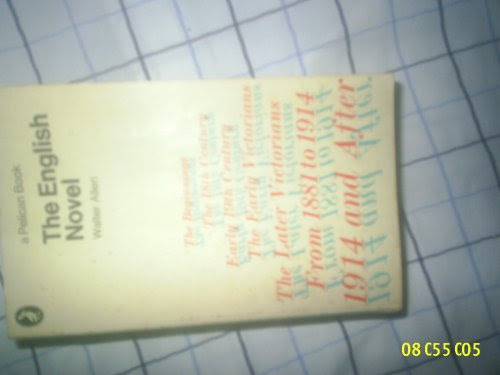 a Pelican Book
The English
Novel
Walter Allen
The Beginnings
The 18th Century
Early 19th Century
The Early Victorians
The Later Victorians
From 1881 to 1914
1914 and After
08 C55 C05